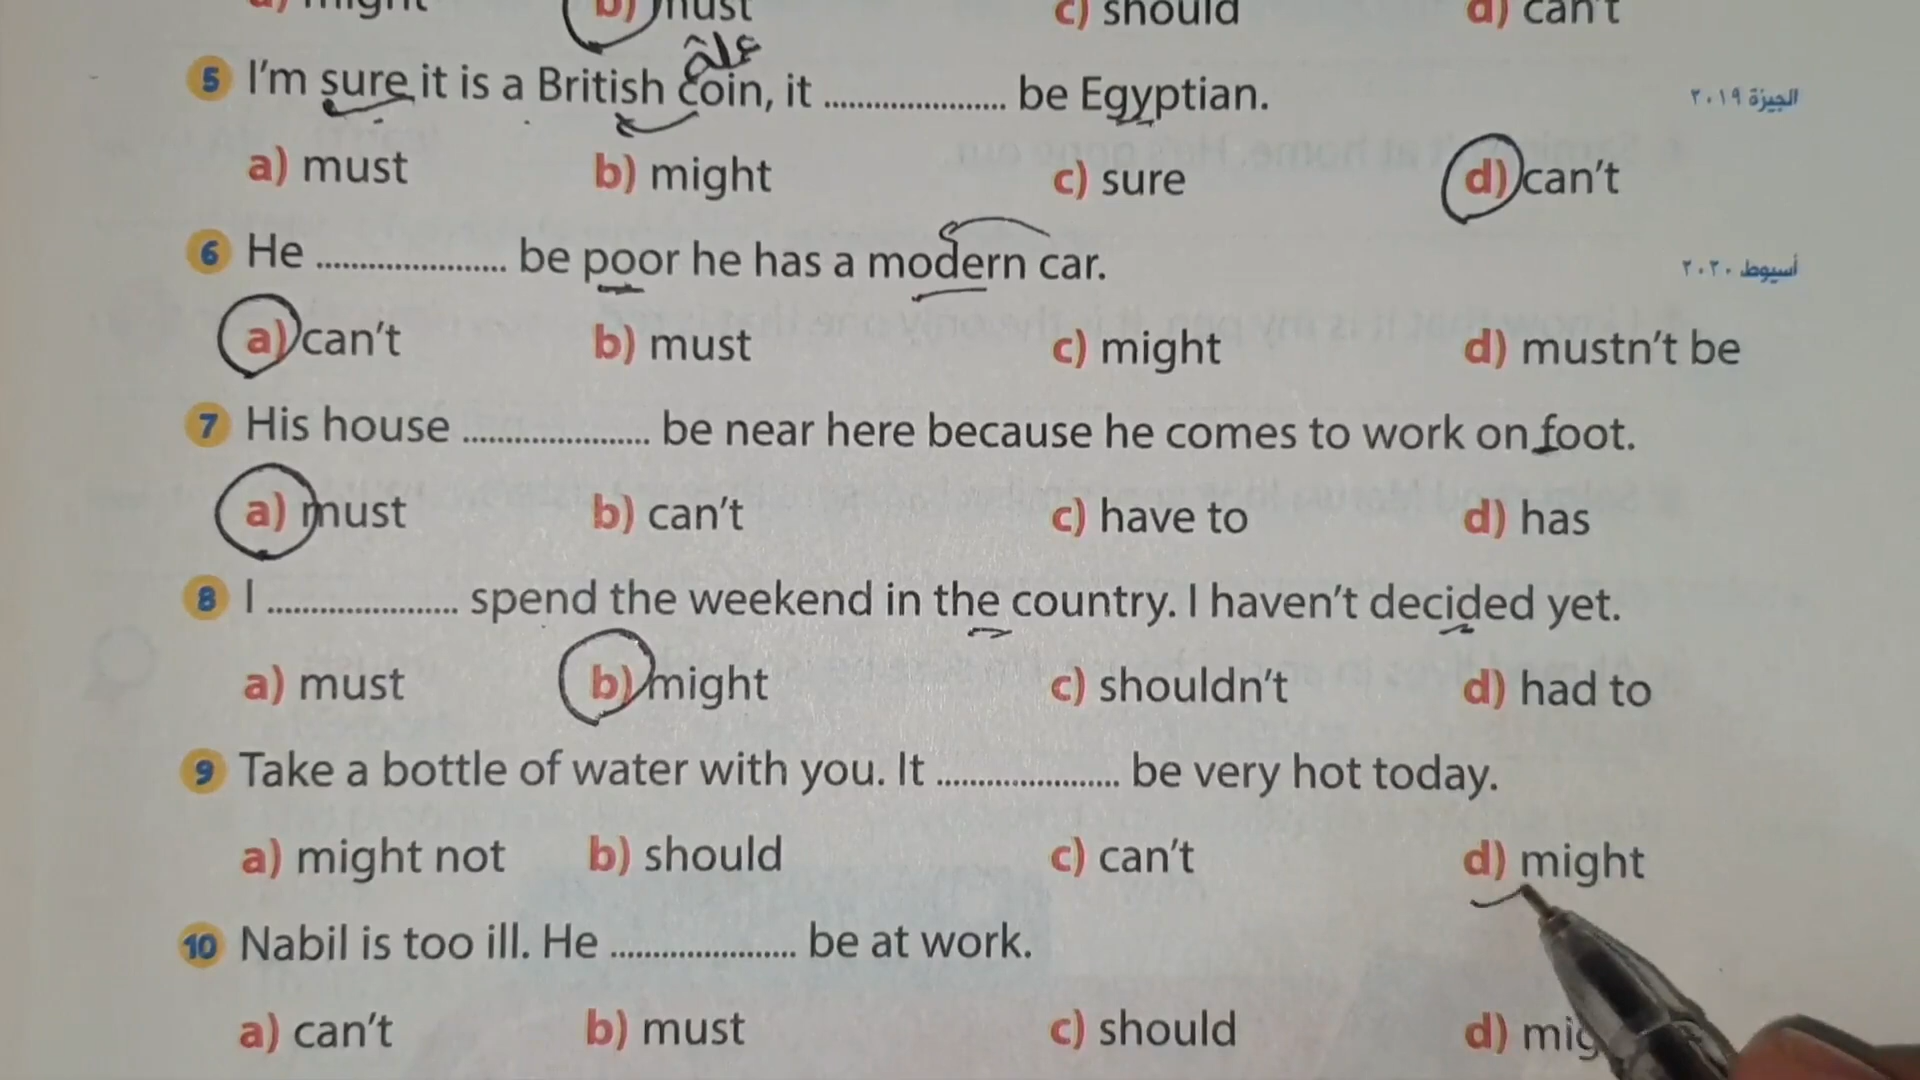 a) might b) must c) should d) can't
علة
5 I'm sure it is a British coin, it ..................... be Egyptian. الجيزة ٢٠١٩
a) must b) might c) sure d) can't
6 He ...................... be poor he has a modern car. أسيوط ٢٠٢٠
a) can't b) must c) might d) mustn't be
7 His house ...................... be near here because he comes to work on foot.
a) must b) can't c) have to d) has
8 I ...................... spend the weekend in the country. I haven't decided yet.
a) must b) might c) shouldn't d) had to
9 Take a bottle of water with you. It ..................... be very hot today.
a) might not b) should c) can't d) might
10 Nabil is too ill. He ...................... be at work.
a) can't b) must c) should d)